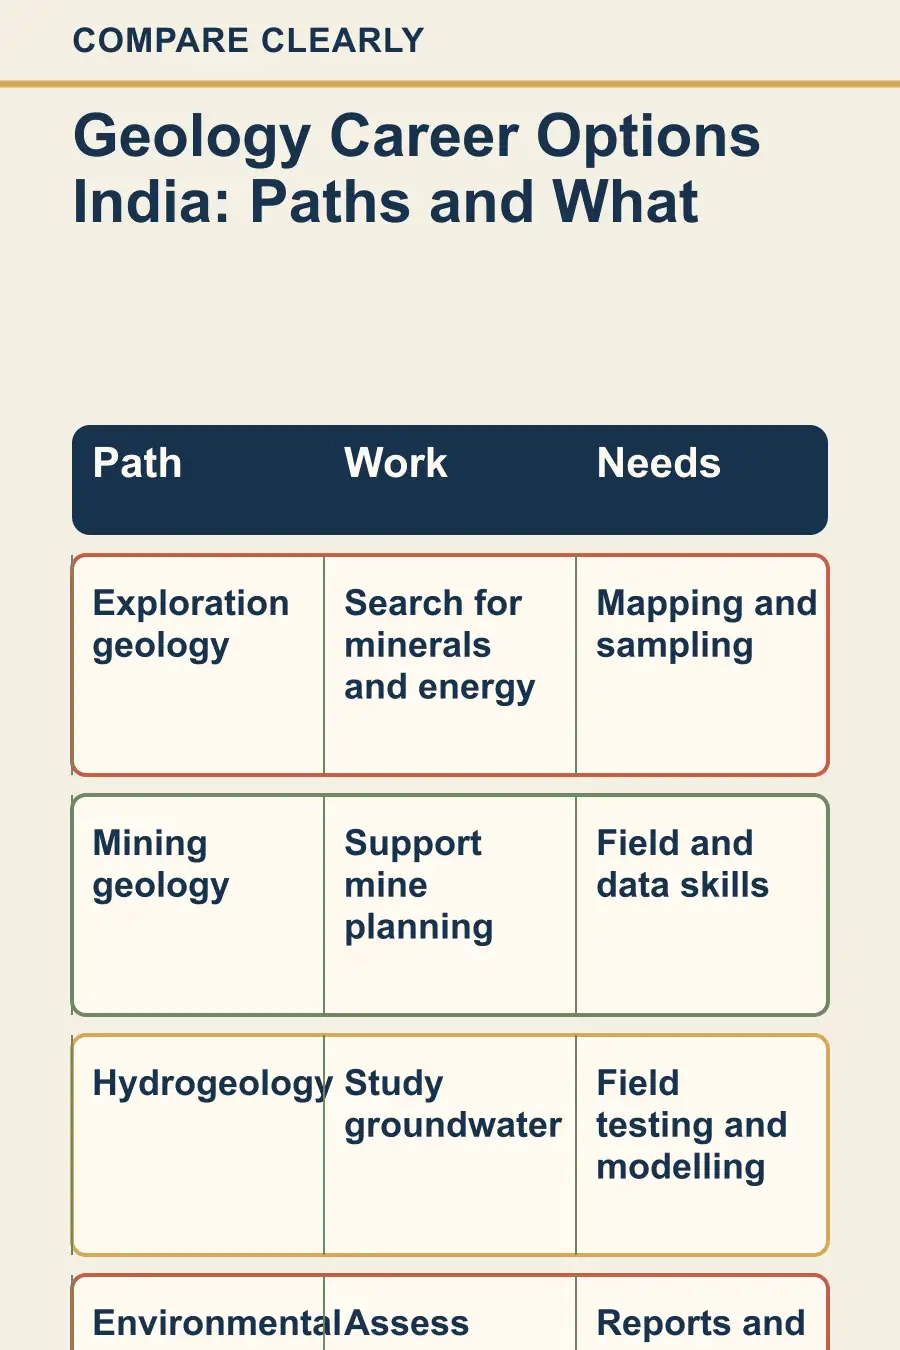 COMPARE CLEARLY
Geology Career Options
India: Paths and What
Path Work Needs
Exploration
geology
Search for
minerals
and energy
Mapping and
sampling
Mining
geology
Support
mine
planning
Field and
data skills
Hydrogeology
Study
groundwater
Field
testing and
modelling
Environmental
Assess
Reports and